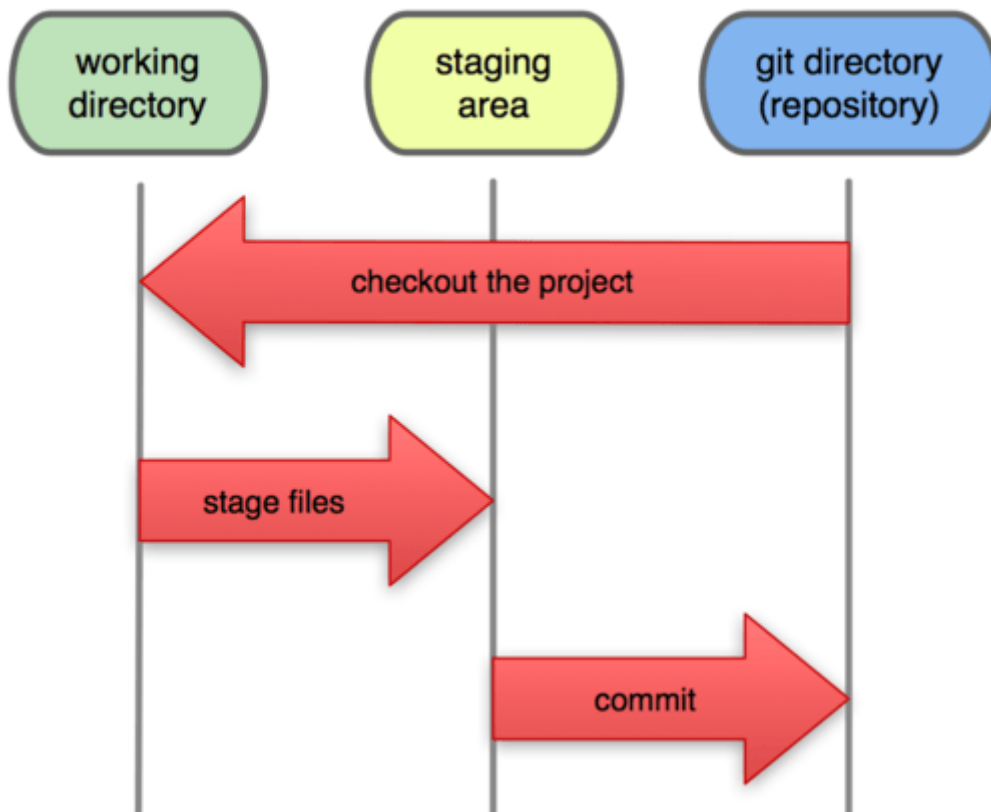 working
directory
staging
area
git directory
(repository)
checkout the project
stage files
commit